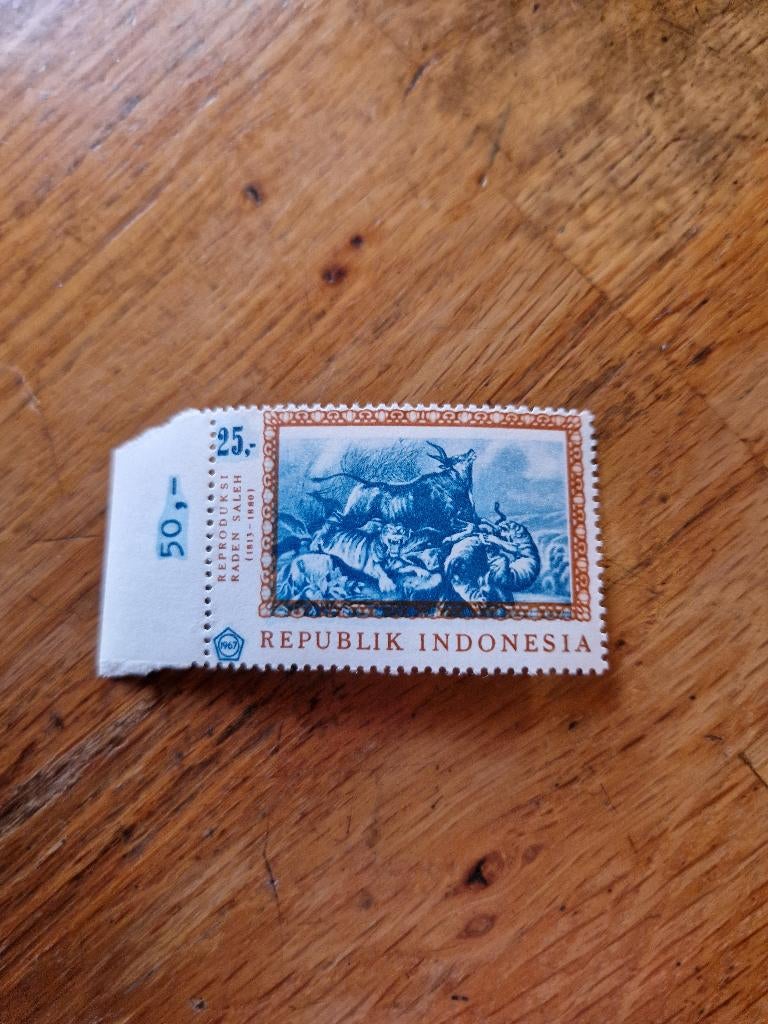 50,-
25,-
REPRODUKSI
RADEN SALEH
(1813-1880)
1967
REPUBLIK INDONESIA